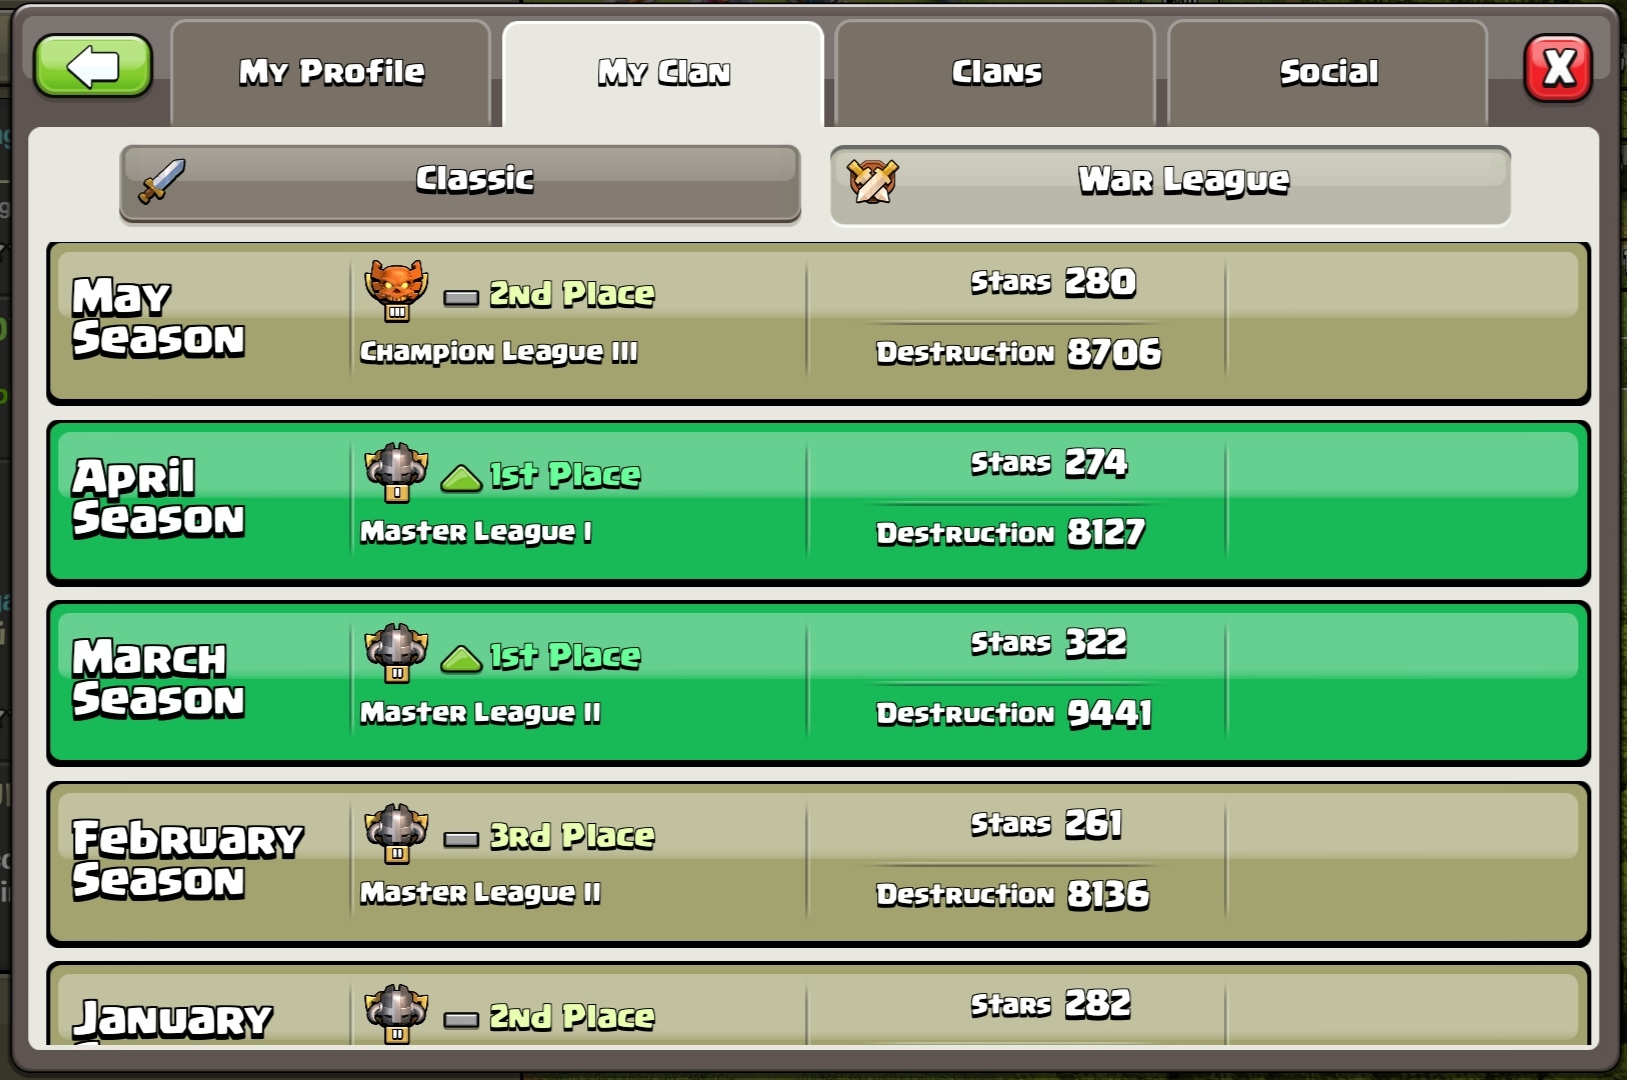 My Profile
My Clan
Clans
Social
X
Classic
War League
May
Season
III
2nd Place
Champion League III
Stars 280
Destruction 8706
April
Season
I
1st Place
Master League I
Stars 274
Destruction 8127
March
Season
II
1st Place
Master League II
Stars 322
Destruction 9441
February
Season
II
3rd Place
Master League II
Stars 261
Destruction 8136
January
II
2nd Place
Stars 282